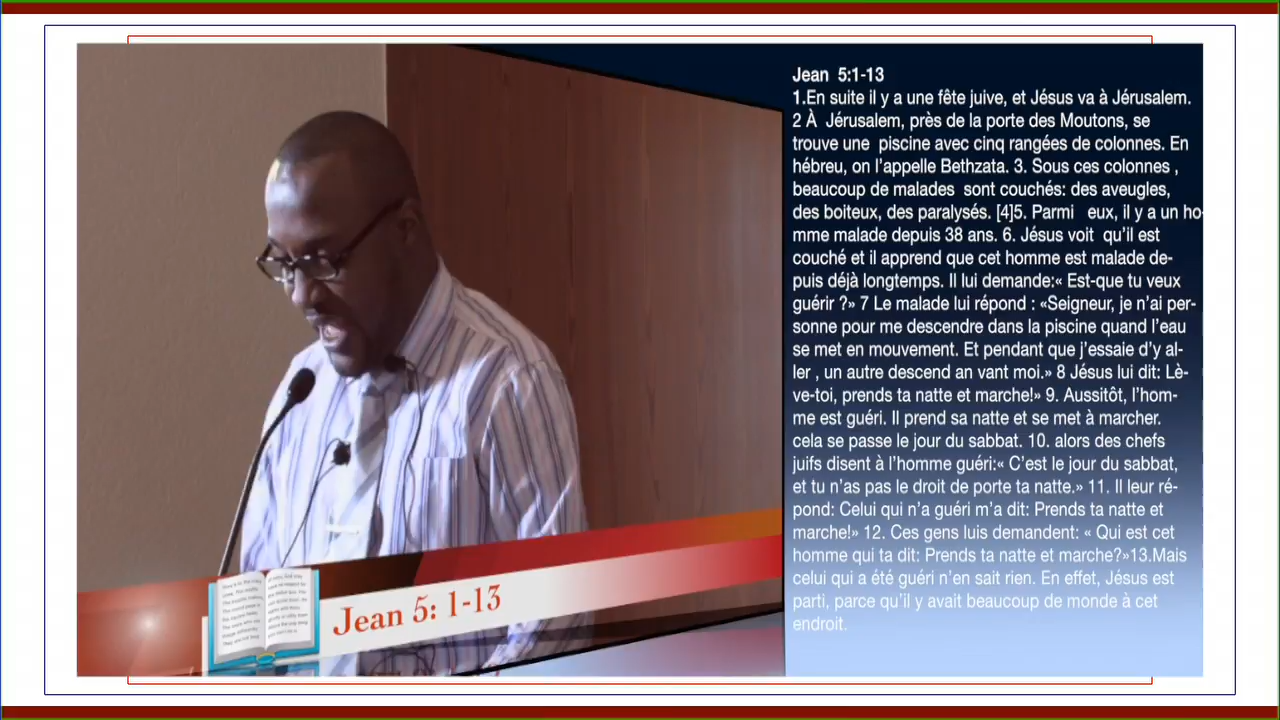 Jean 5:1-13
1.En suite il y a une fête juive, et Jésus va à Jérusalem.
2 À Jérusalem, près de la porte des Moutons, se
trouve une piscine avec cinq rangées de colonnes. En
hébreu, on l'appelle Bethzata. 3. Sous ces colonnes ,
beaucoup de malades sont couchés: des aveugles,
des boiteux, des paralysés. [4]5. Parmi eux, il y a un ho-
mme malade depuis 38 ans. 6. Jésus voit qu'il est
couché et il apprend que cet homme est malade de-
puis déjà longtemps. Il lui demande:« Est-que tu veux
guérir ?» 7 Le malade lui répond : «Seigneur, je n'ai per-
sonne pour me descendre dans la piscine quand l'eau
se met en mouvement. Et pendant que j'essaie d'y al-
ler , un autre descend an vant moi.» 8 Jésus lui dit: Lè-
ve-toi, prends ta natte et marche!» 9. Aussitôt, l'hom-
me est guéri. Il prend sa natte et se met à marcher.
cela se passe le jour du sabbat. 10. alors des chefs
juifs disent à l'homme guéri:« C'est le jour du sabbat,
et tu n'as pas le droit de porte ta natte.» 11. Il leur ré-
pond: Celui qui n'a guéri m'a dit: Prends ta natte et
marche!» 12. Ces gens luis demandent: « Qui est cet
homme qui ta dit: Prends ta natte et marche?»13.Mais
celui qui a été guéri n'en sait rien. En effet, Jésus est
parti, parce qu'il y avait beaucoup de monde à cet
endroit.
Jean 5: 1-13